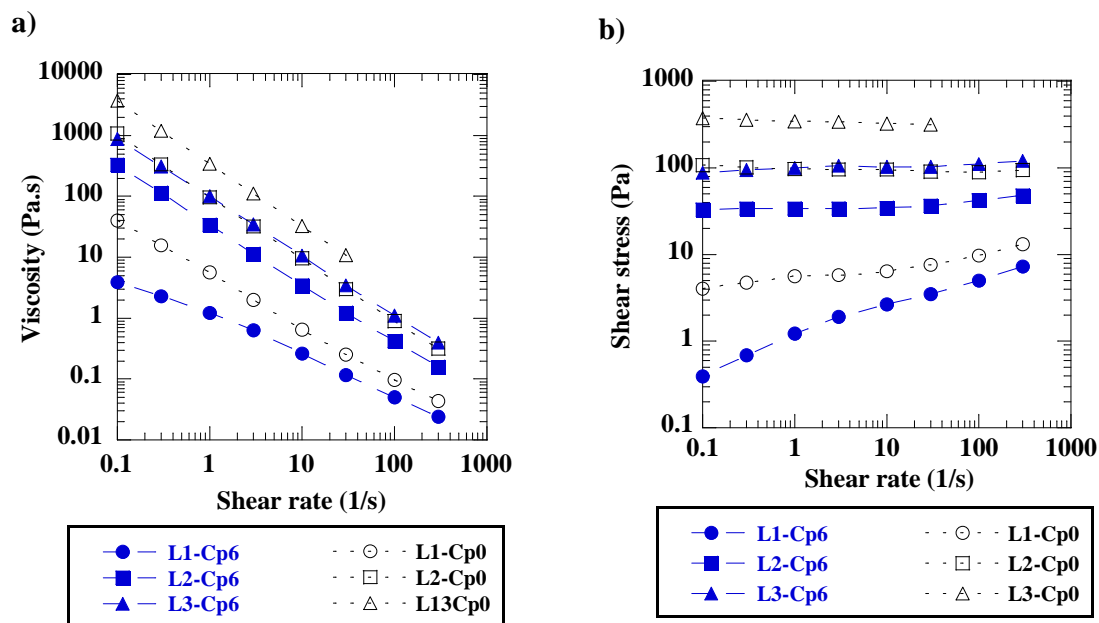 a)
Viscosity (Pa.s)
10000
1000
100
10
1
0.1
0.01
0.1 1 10 100 1000
Shear rate (1/s)
L1-Cp6 L1-Cp0
L2-Cp6 L2-Cp0
L3-Cp6 L13Cp0
b)
Shear stress (Pa)
1000
100
10
1
0.1
0.1 1 10 100 1000
Shear rate (1/s)
L1-Cp6 L1-Cp0
L2-Cp6 L2-Cp0
L3-Cp6 L3-Cp0